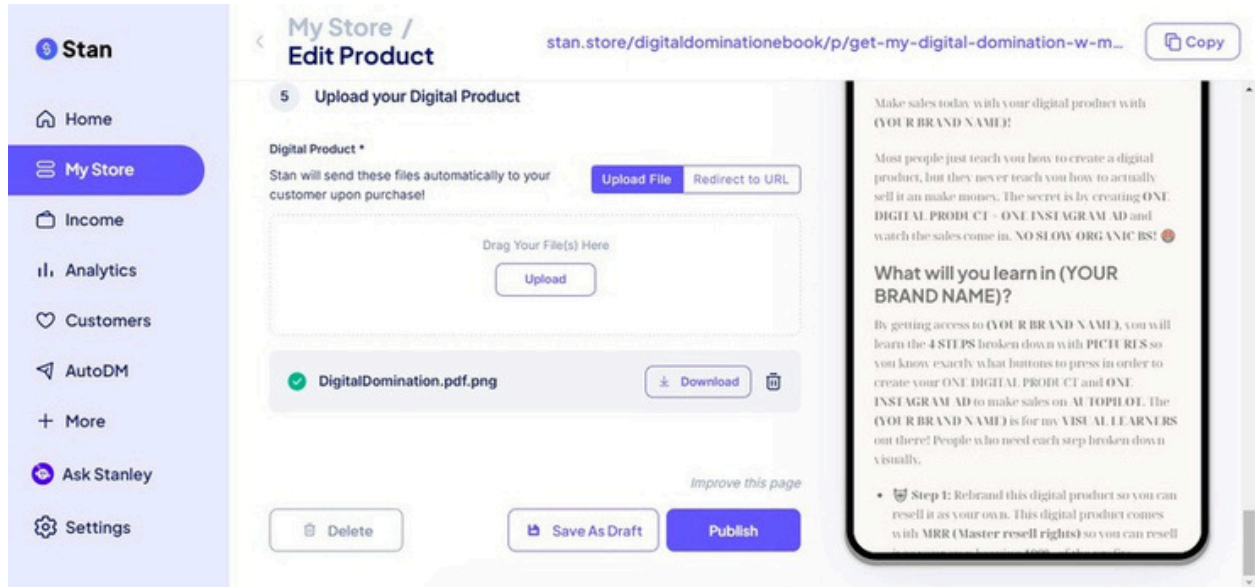 Stan
My Store /
Edit Product
stan.store/digitaldominationebook/p/get-my-digital-domination-w-m...
Copy
Home
My Store
Income
Analytics
Customers
AutoDM
More
Ask Stanley
Settings
5 Upload your Digital Product
Digital Product *
Stan will send these files automatically to your
customer upon purchase!
Upload File
Redirect to URL
Drag Your File(s) Here
Upload
DigitalDomination.pdf.png
Download
Improve this page
Delete
Save As Draft
Publish
Make sales today with your digital product with
(YOUR BRAND NAME)!
Most people just teach you how to create a digital
product, but they never teach you how to actually
sell it an make money. The secret is by creating ONE
DIGITAL PRODUCT + ONE INSTAGRAM AD and
watch the sales come in. NO SLOW ORGANIC BS!
What will you learn in (YOUR
BRAND NAME)?
By getting access to (YOUR BRAND NAME), you will
learn the 4 STEPS broken down with PICTURES so
you know exactly what buttons to press in order to
create your ONE DIGITAL PRODUCT and ONE
INSTAGRAM AD to make sales on AUTOPILOT. The
(YOUR BRAND NAME) is for my VISUAL LEARNERS
out there! People who need each step broken down
visually.
• Step 1: Rebrand this digital product so you can
resell it as your own. This digital product comes
with MRR (Master resell rights) so you can resell